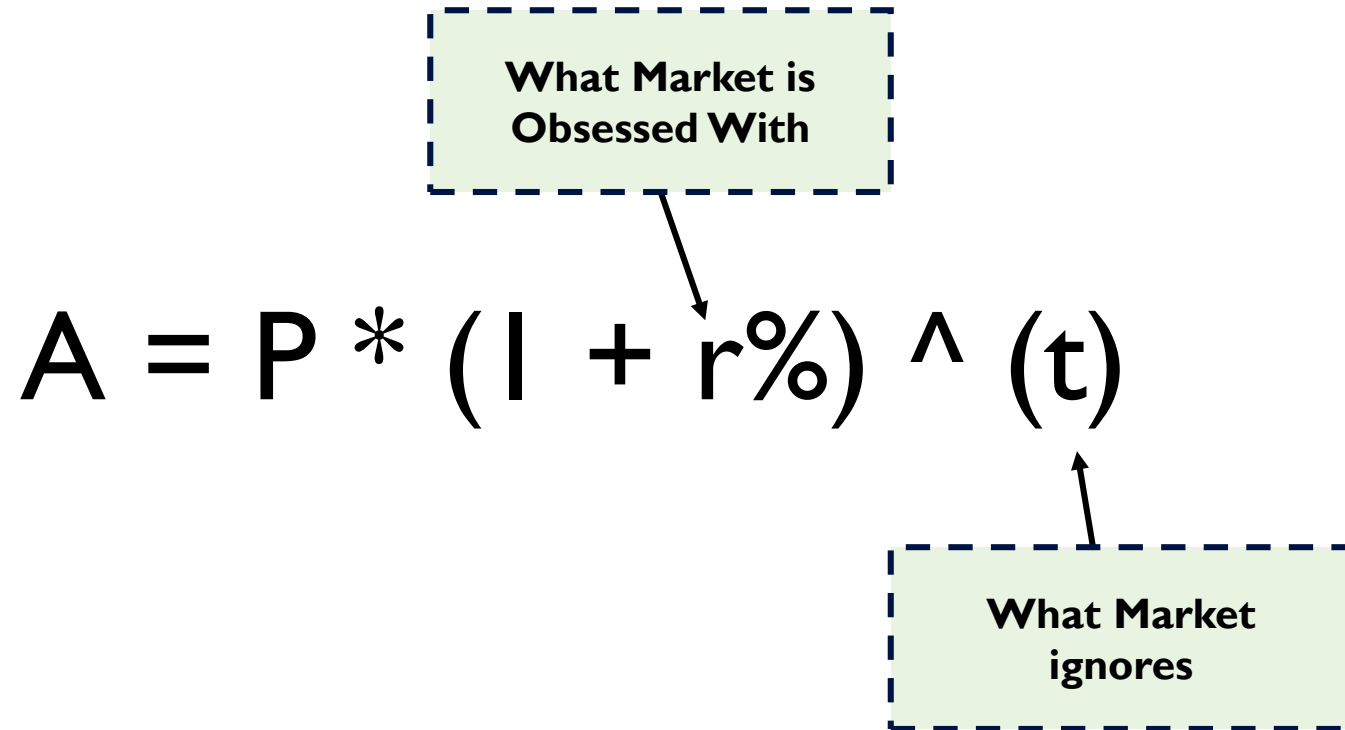 What Market is
Obsessed With
A = P * (1 + r%) ^ (t)
What Market
ignores